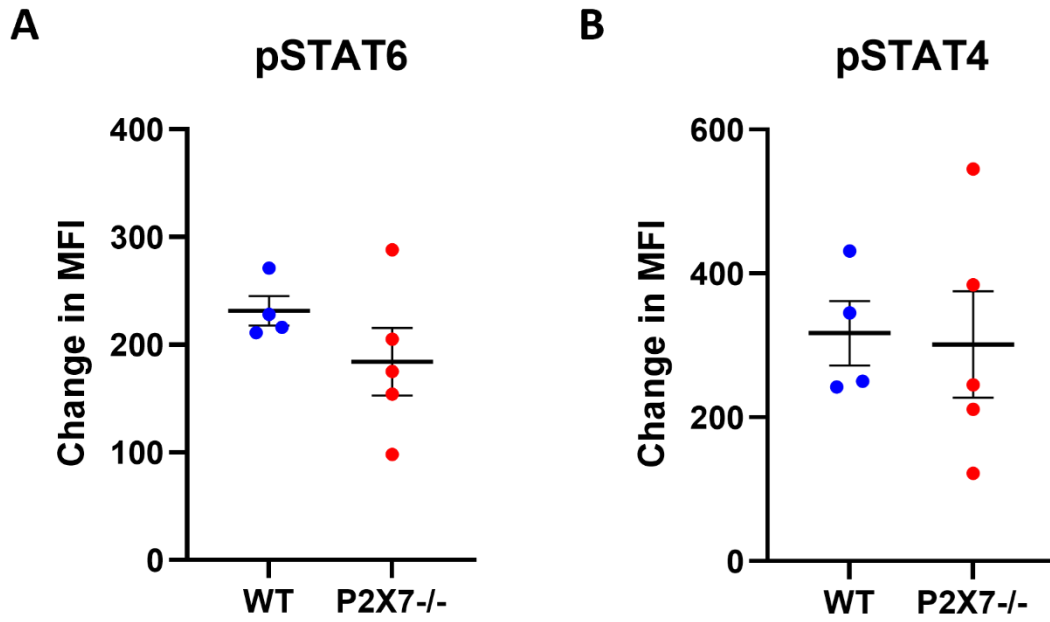 A
pSTAT6
Change in MFI
400
300
200
100
0
WT
P2X7-/-
B
pSTAT4
Change in MFI
600
400
200
0
WT
P2X7-/-